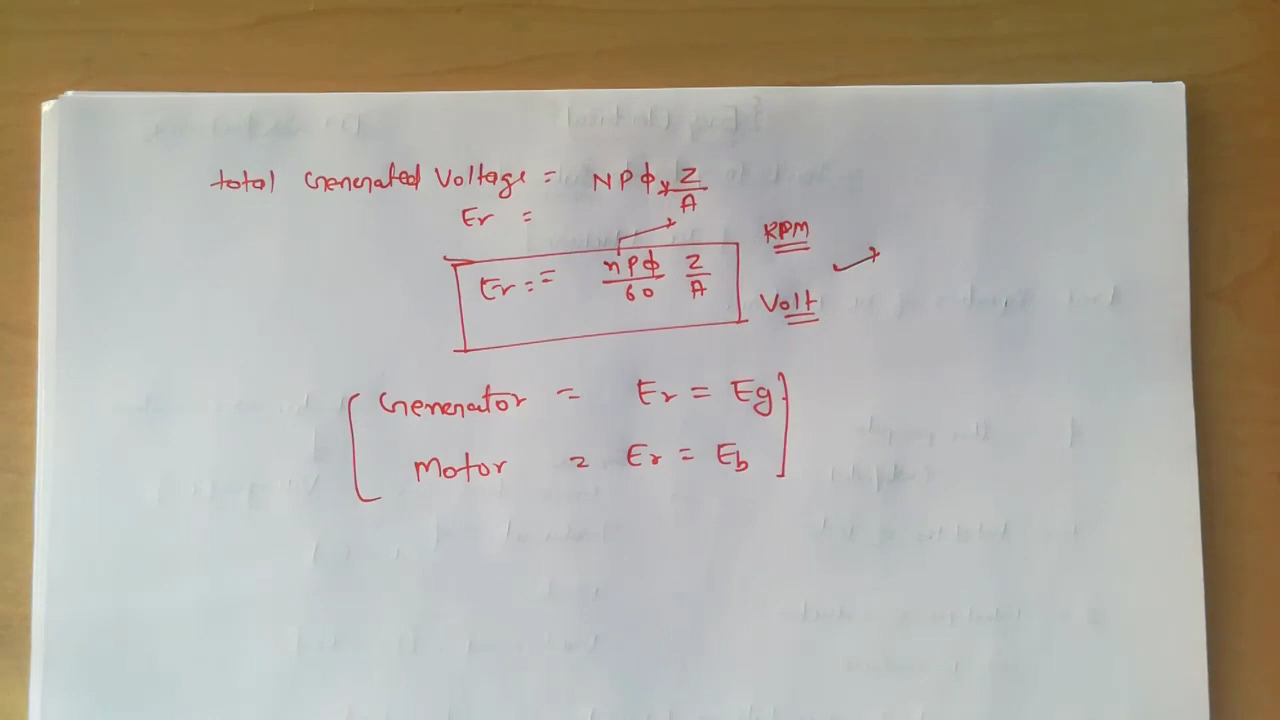 total Generated Voltage = NPϕ × Z/A
Er =
Er = = nPϕ/60 Z/A
RPM
Volt
Generator = Er = Eg
Motor = Er = Eb